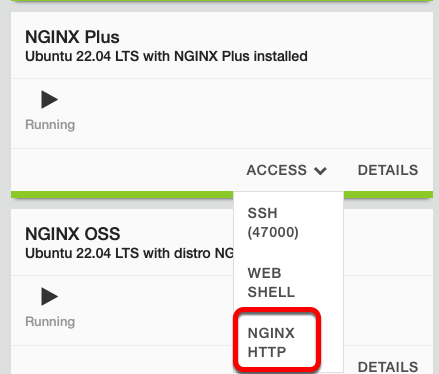 NGINX Plus
Ubuntu 22.04 LTS with NGINX Plus installed
Running
ACCESS
DETAILS
SSH
(47000)
WEB
SHELL
NGINX
HTTP
NGINX OSS
Ubuntu 22.04 LTS with distro
Running
DETAILS